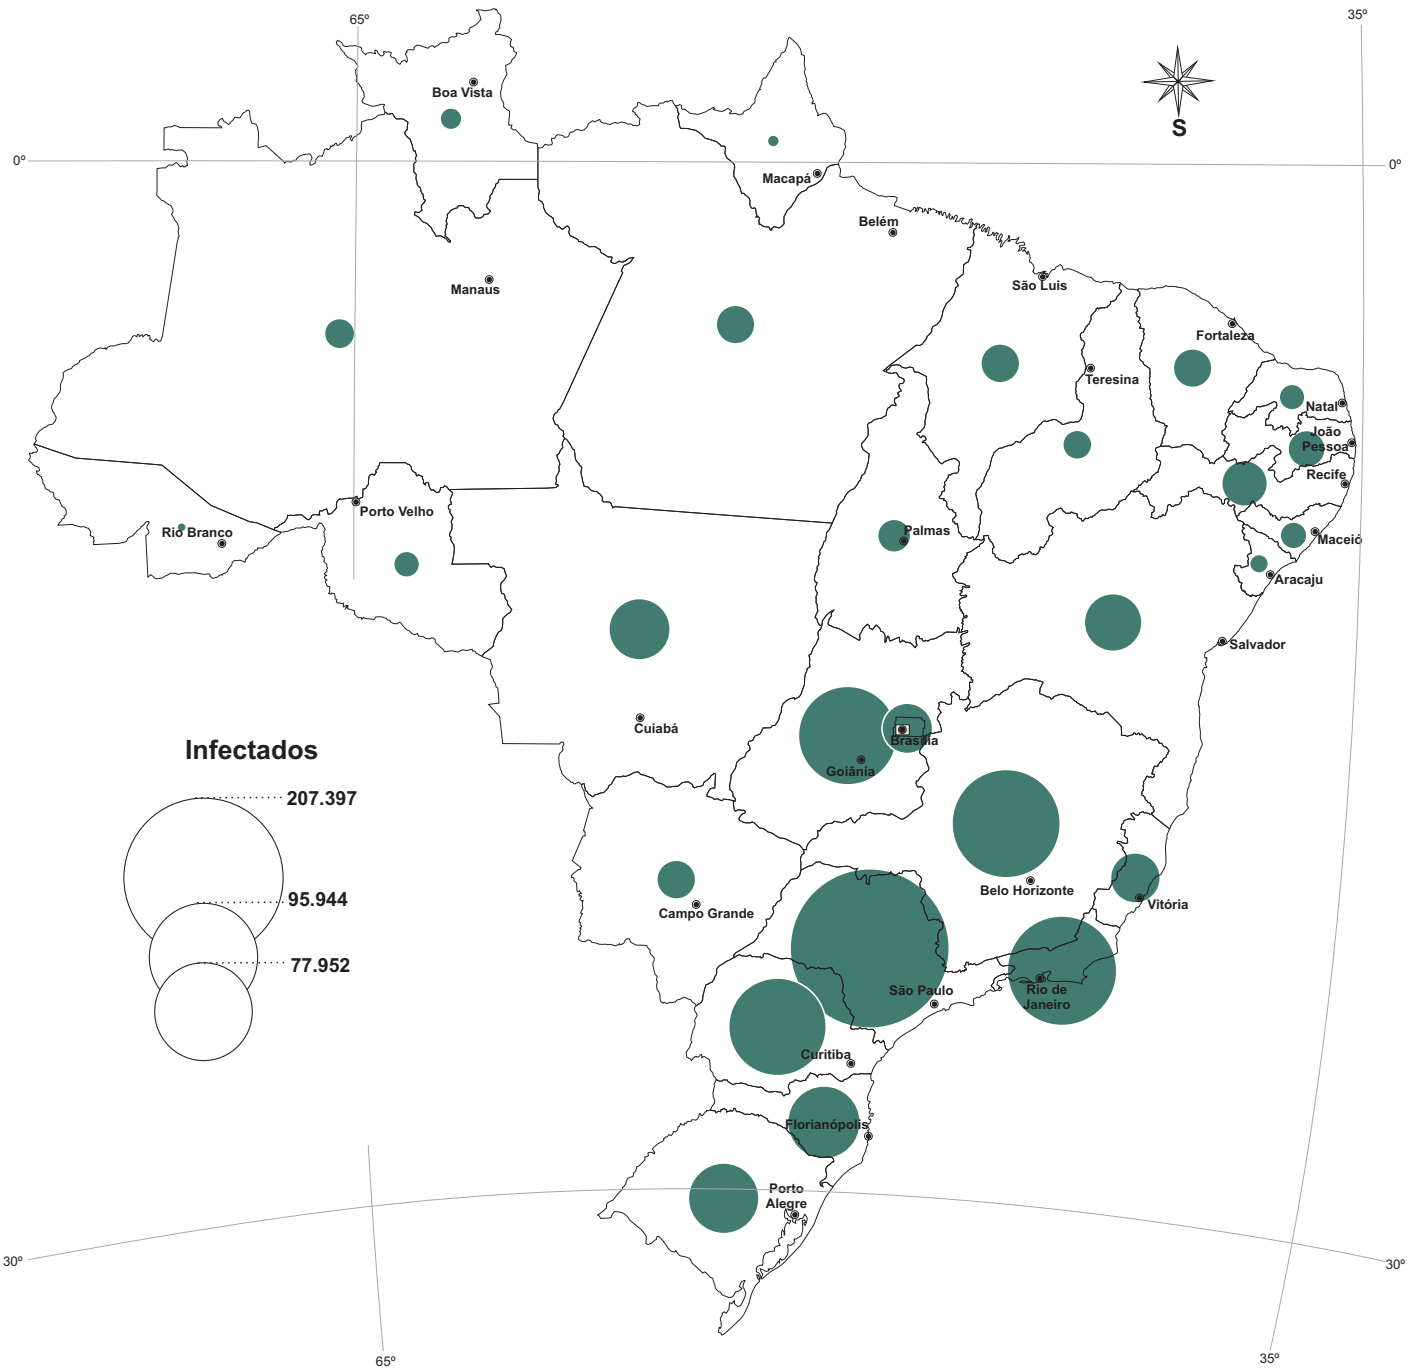 65º
35º
Boa Vista
S
0º
0º
Macapá
Belém
Manaus
São Luis
Fortaleza
Teresina
Natal
João
Pessoa
Recife
Porto Velho
Rio Branco
Palmas
Maceió
Aracaju
Salvador
Cuiabá
Brasília
Goiânia
Infectados
207.397
95.944
77.952
Belo Horizonte
Vitória
Campo Grande
São Paulo
Rio de
Janeiro
Curitiba
Florianópolis
Porto
Alegre
30º
30º
65º
35º